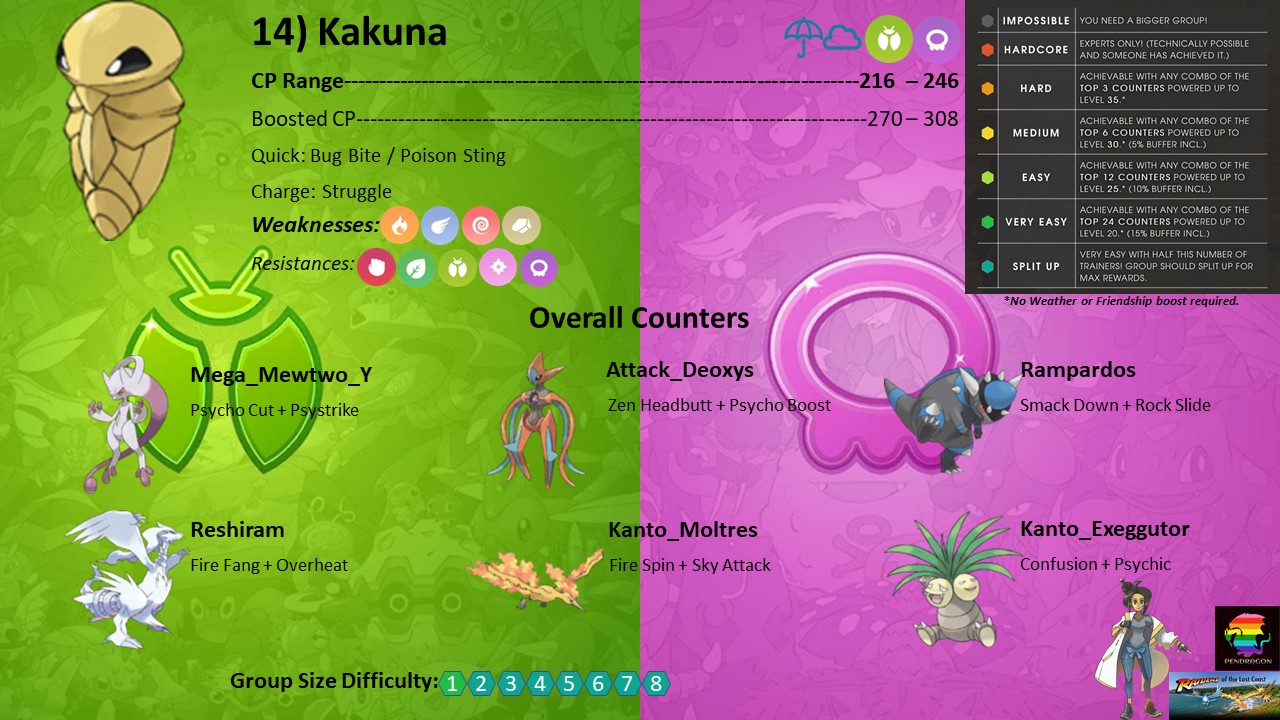 14) Kakuna
CP Range------------------------------------------------------------------------------------216 – 246
Boosted CP------------------------------------------------------------------------------------270 – 308
Quick: Bug Bite / Poison Sting
Charge: Struggle
Weaknesses:
Resistances:
IMPOSSIBLE YOU NEED A BIGGER GROUP!
HARDCORE EXPERTS ONLY! (TECHNICALLY POSSIBLE
AND SOMEONE HAS ACHIEVED IT.)
HARD ACHIEVABLE WITH ANY COMBO OF THE
TOP 3 COUNTERS POWERED UP TO
LEVEL 35.*
MEDIUM ACHIEVABLE WITH ANY COMBO OF THE
TOP 6 COUNTERS POWERED UP TO
LEVEL 30.* (5% BUFFER INCL.)
EASY ACHIEVABLE WITH ANY COMBO OF THE
TOP 12 COUNTERS POWERED UP TO
LEVEL 25.* (10% BUFFER INCL.)
VERY EASY ACHIEVABLE WITH ANY COMBO OF THE
TOP 24 COUNTERS POWERED UP TO
LEVEL 20.* (15% BUFFER INCL.)
SPLIT UP VERY EASY WITH HALF THIS NUMBER OF
TRAINERS! GROUP SHOULD SPLIT UP FOR
MAX REWARDS.
*No Weather or Friendship boost required.
Overall Counters
Mega_Mewtwo_Y
Psycho Cut + Psystrike
Attack_Deoxys
Zen Headbutt + Psycho Boost
Rampardos
Smack Down + Rock Slide
Reshiram
Fire Fang + Overheat
Kanto_Moltres
Fire Spin + Sky Attack
Kanto_Exeggutor
Confusion + Psychic
Group Size Difficulty: 1 2 3 4 5 6 7 8
PENDRAGON
RAIDERS of the Lost Coast